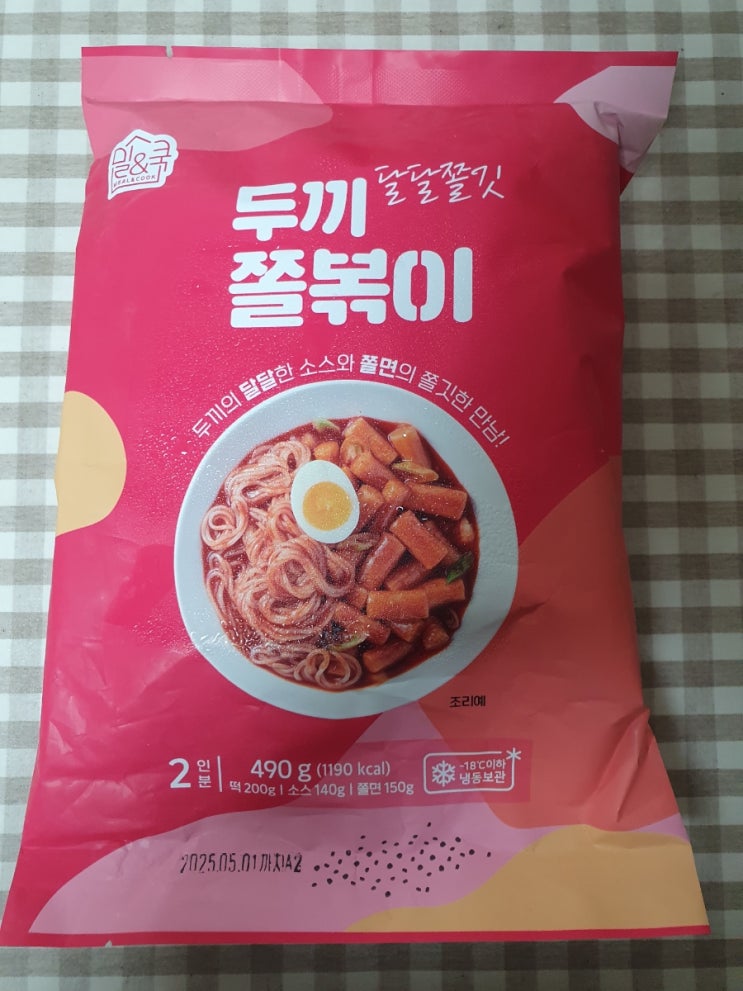 밀&쿡
MEAL&COOK
달달쫄깃
두끼
쫄볶이
두끼의 달달한 소스와 쫄면의 쫄깃한 만남!
조리예
2인분 490 g (1190 kcal)
떡 200g | 소스 140g | 쫄면 150g
-18℃이하
냉동보관
2025.05.01까지A2